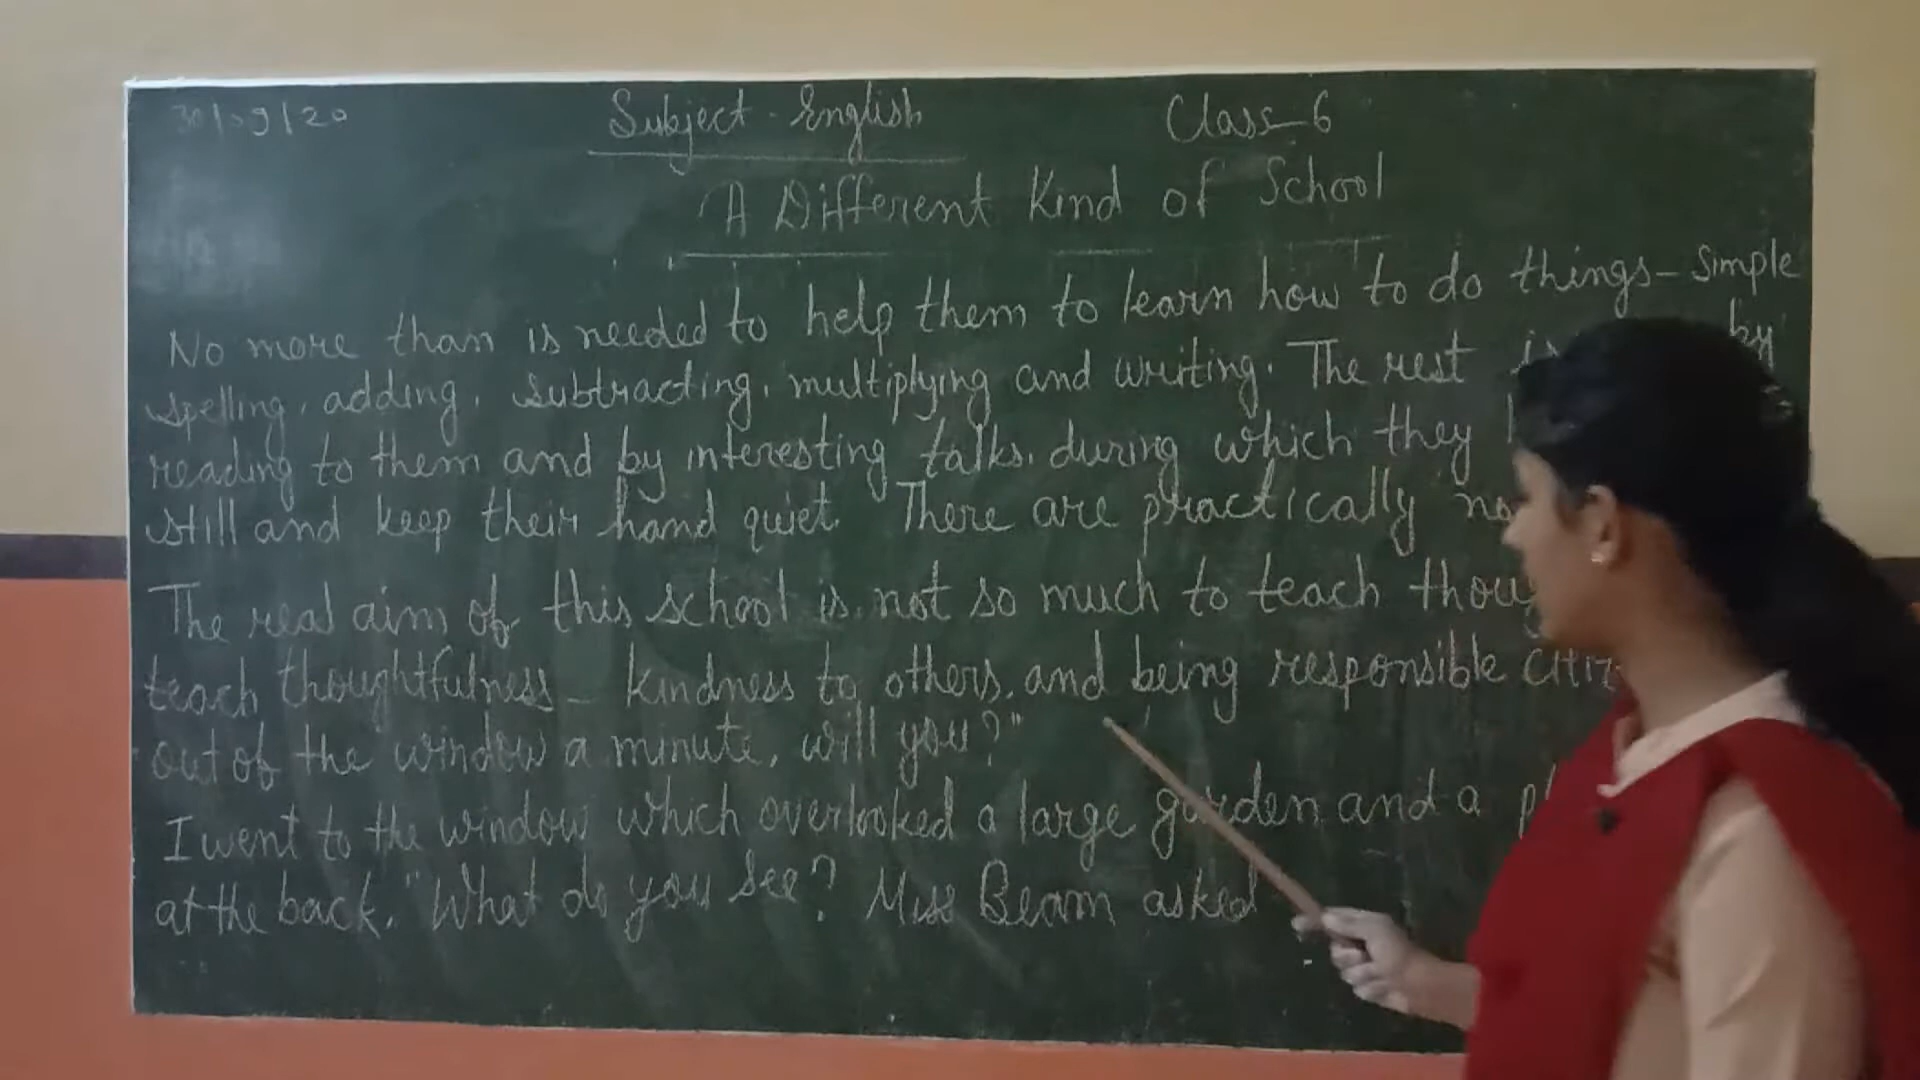 30/09/20
Subject - English
Class - 6
A Different Kind of School
No more than is needed to help them to learn how to do things - Simple
spelling, adding, subtracting, multiplying and writing. The rest is by
reading to them and by interesting talks, during which they
still and keep their hand quiet. There are practically no
The real aim of this school is not so much to teach
teach thoughtfulness - kindness to others, and being responsible
out of the window a minute, will you?"
I went to the window which overlooked a large garden and a
at the back. "What do you see? Miss Beam asked